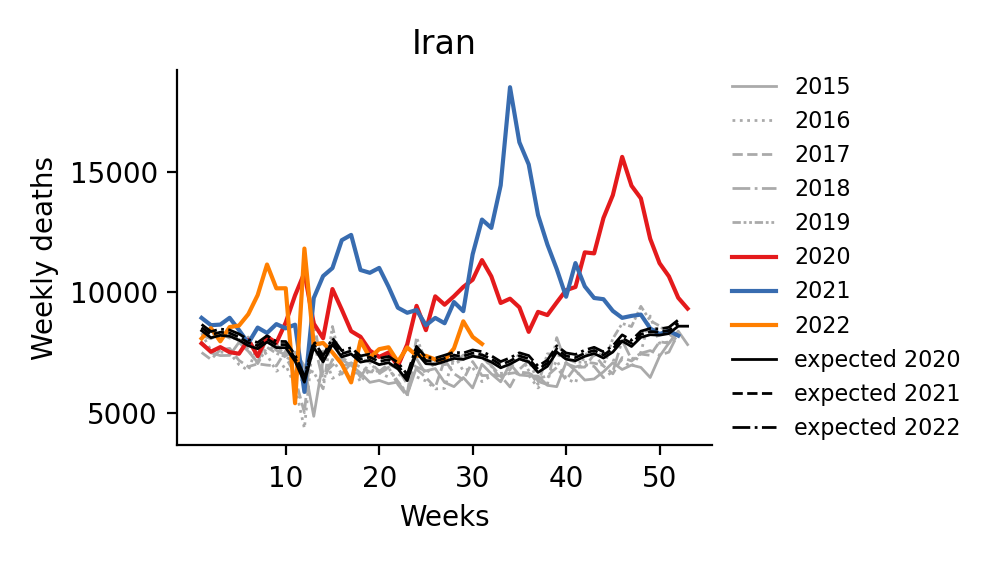 Iran
Weekly deaths
15000
10000
5000
10 20 30 40 50
Weeks
2015
2016
2017
2018
2019
2020
2021
2022
expected 2020
expected 2021
expected 2022